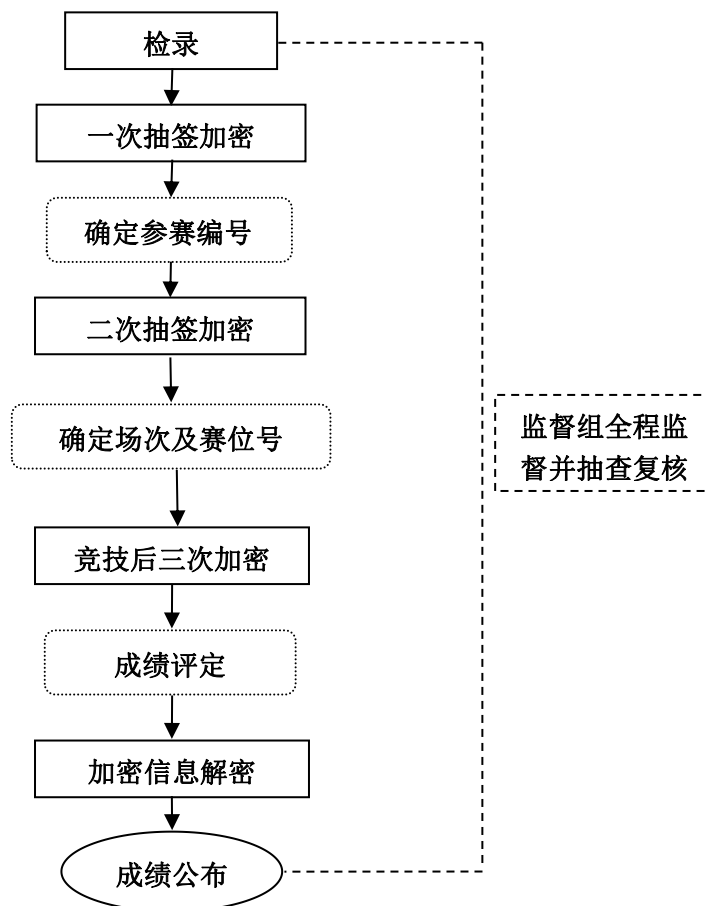 检录
一次抽签加密
确定参赛编号
二次抽签加密
确定场次及赛位号
监督组全程监
督并抽查复核
竞技后三次加密
成绩评定
加密信息解密
成绩公布